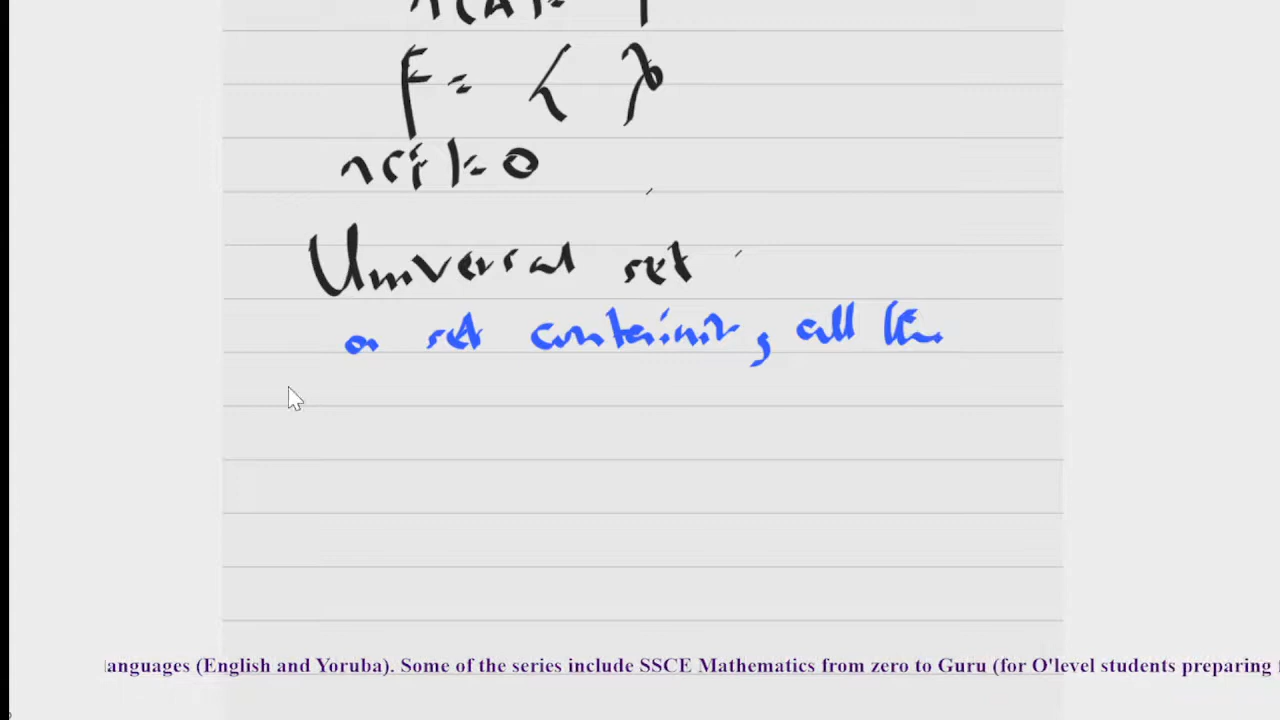 F = { }
n(F) = 0
Universal set
a set containing all the
languages (English and Yoruba). Some of the series include SSCE Mathematics from zero to Guru (for O'level students preparing